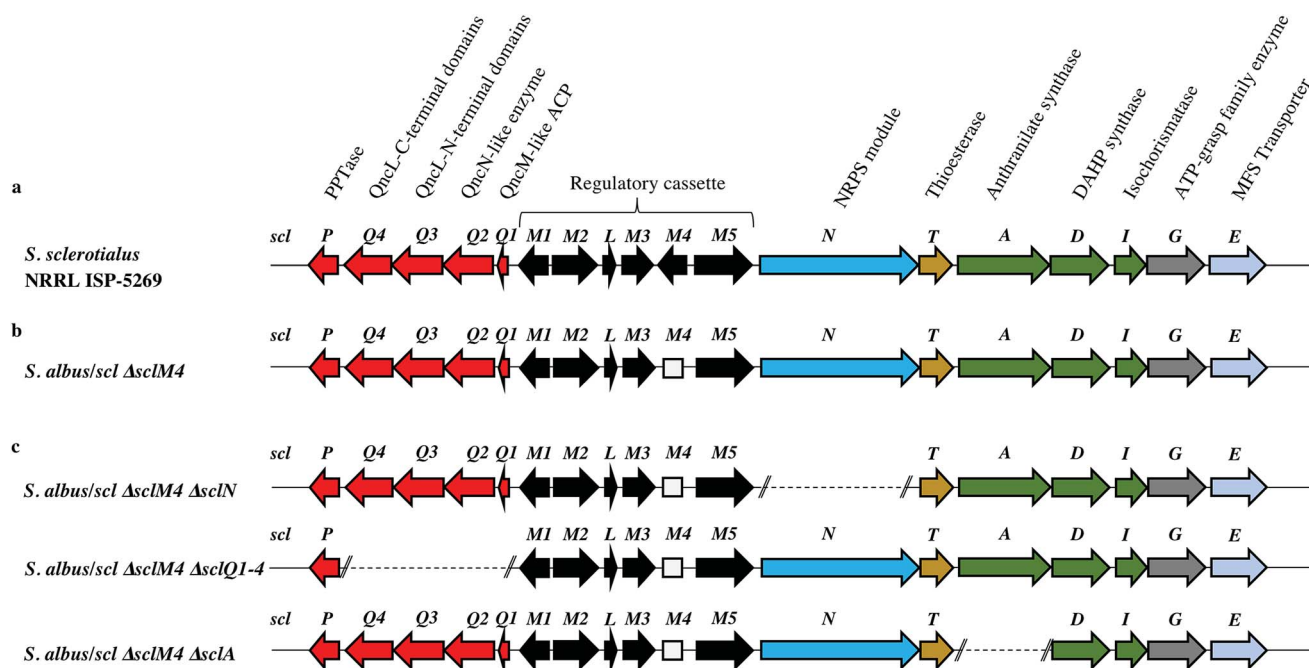 PPTase
QncL-C-terminal domains
QncL-N-terminal domains
QncN-like enzyme
QncM-like ACP
NRPS module
Thioesterase
Anthranilate synthase
DAHP synthase
Isochorismatase
ATP-grasp family enzyme
MFS Transporter
a
Regulatory cassette
scl P Q4 Q3 Q2 Q1 M1 M2 L M3 M4 M5 N T A D I G E
S. sclerotialus
NRRL ISP-5269
b
scl P Q4 Q3 Q2 Q1 M1 M2 L M3 M4 M5 N T A D I G E
S. albus/scl ΔsclM4
c
scl P Q4 Q3 Q2 Q1 M1 M2 L M3 M4 M5 T A D I G E
S. albus/scl ΔsclM4 ΔsclN
scl P M1 M2 L M3 M4 M5 N T A D I G E
S. albus/scl ΔsclM4 ΔsclQ1-4
scl P Q4 Q3 Q2 Q1 M1 M2 L M3 M4 M5 N T D I G E
S. albus/scl ΔsclM4 ΔsclA